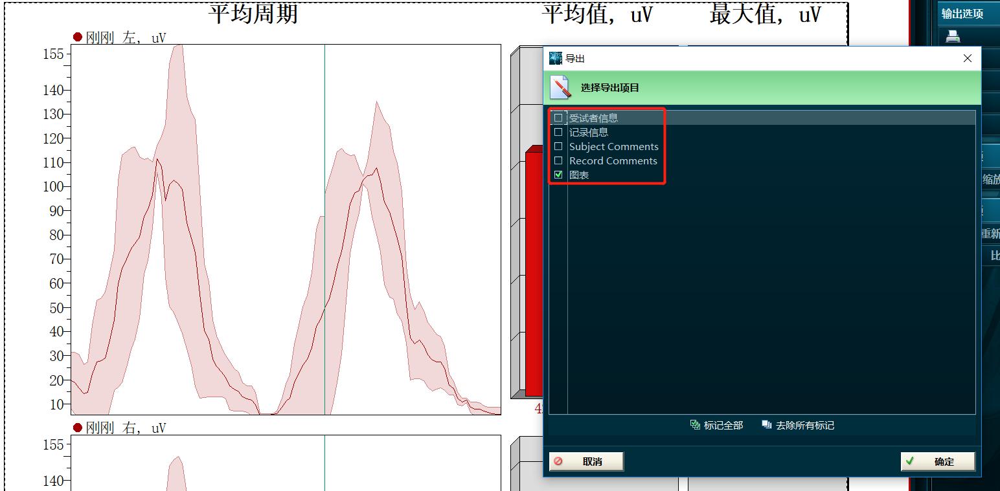 平均周期
平均值, uV
最大值, uV
输出选项
刚刚 左, uV
155
140
130
120
110
100
90
80
70
60
50
40
30
20
10
导出
选择导出项目
受试者信息
记录信息
Subject Comments
Record Comments
图表
缩放
重新
比
标记全部
去除所有标记
取消
确定
刚刚 右, uV
155
140